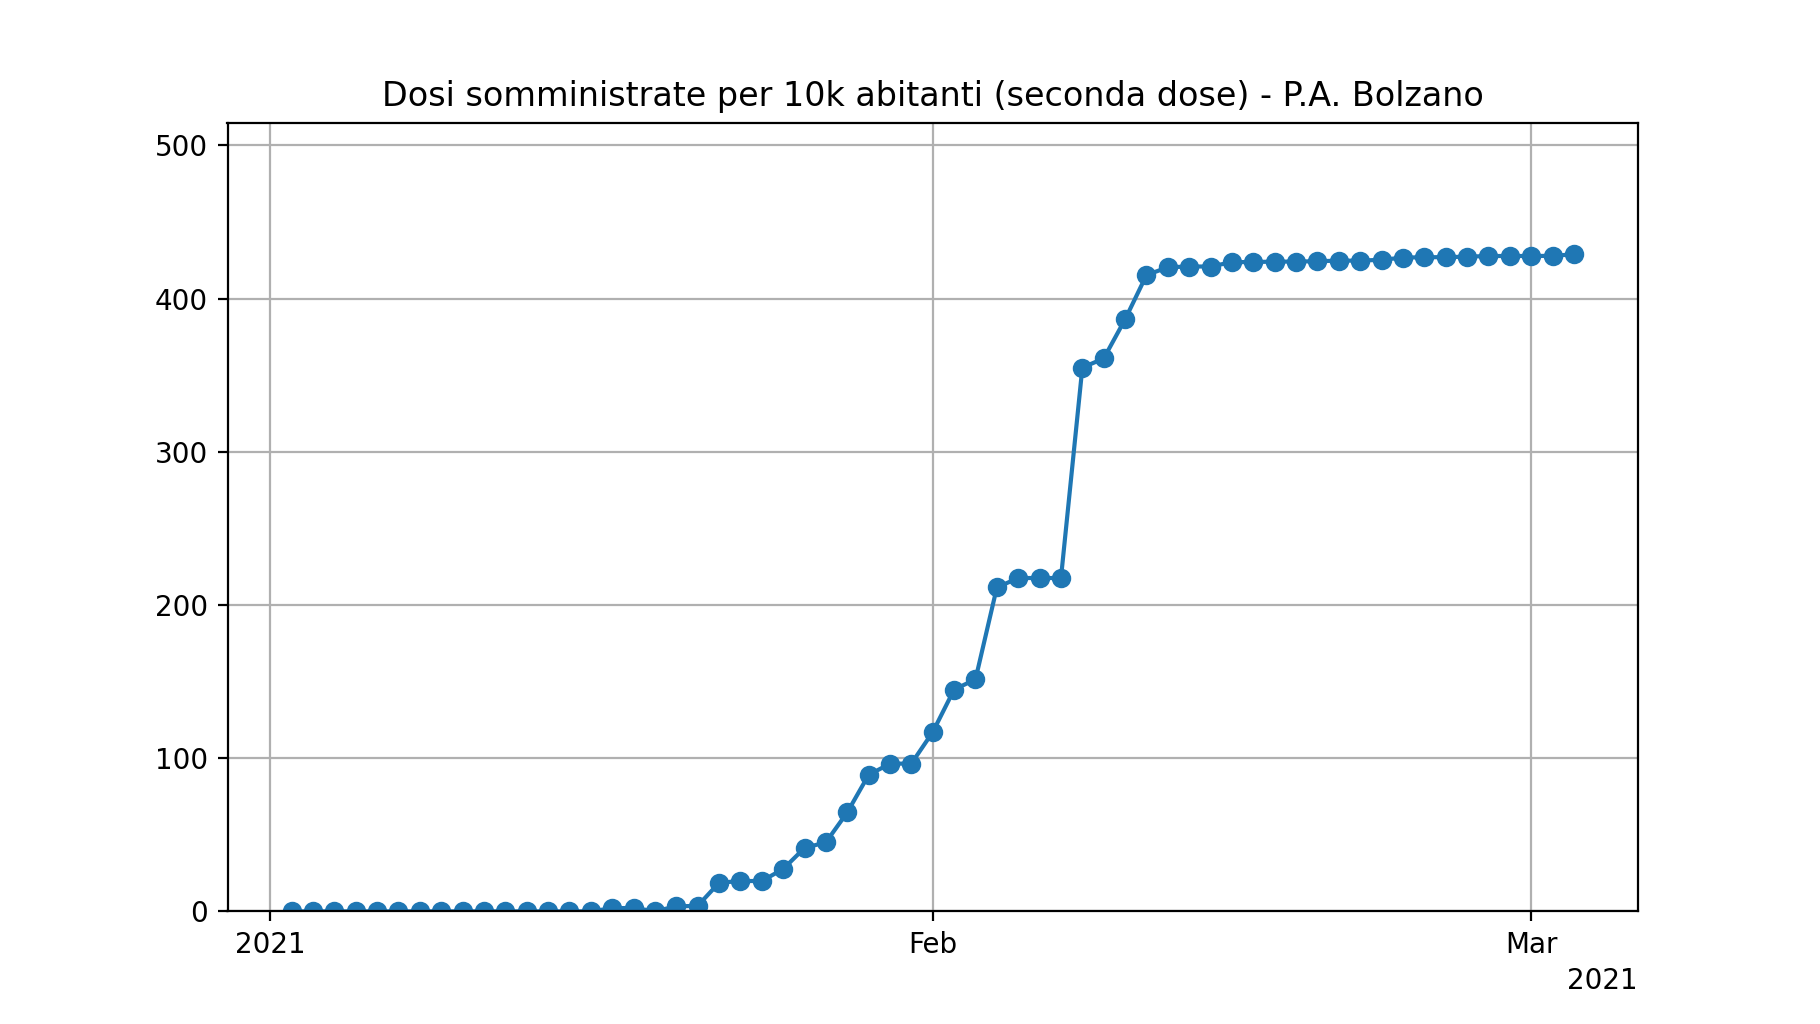 Dosi somministrate per 10k abitanti (seconda dose) - P.A. Bolzano
500
400
300
200
100
0
2021
Feb
Mar
2021